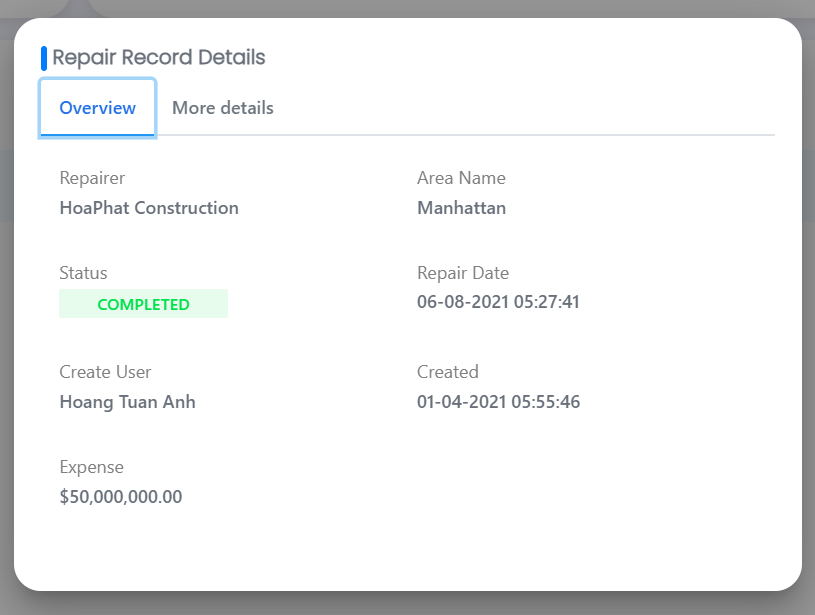 Repair Record Details
Overview
More details
Repairer
Area Name
HoaPhat Construction
Manhattan
Status
Repair Date
COMPLETED
06-08-2021 05:27:41
Create User
Created
Hoang Tuan Anh
01-04-2021 05:55:46
Expense
$50,000,000.00